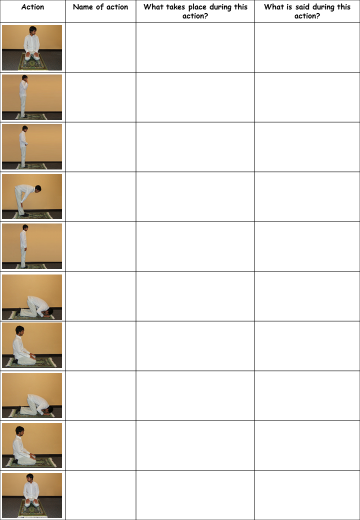 Action
Name of action
What takes place during this
action?
What is said during this
action?